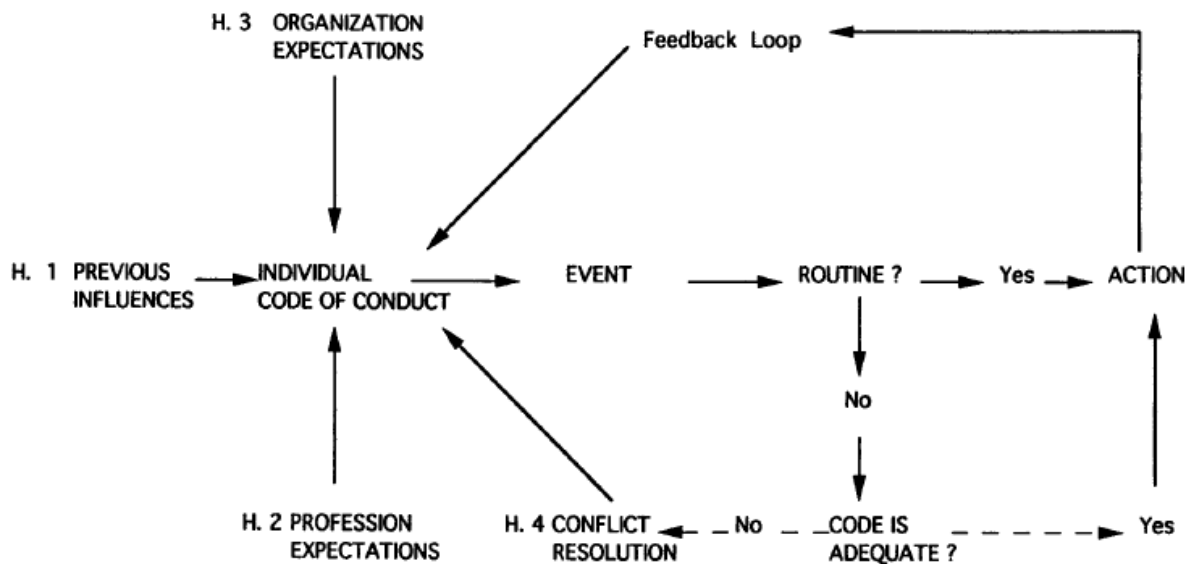 H. 3 ORGANIZATION
EXPECTATIONS
Feedback Loop
H. 1 PREVIOUS
INFLUENCES
INDIVIDUAL
CODE OF CONDUCT
EVENT
ROUTINE ?
Yes
ACTION
No
H. 2 PROFESSION
EXPECTATIONS
H. 4 CONFLICT
RESOLUTION
No
CODE IS
ADEQUATE ?
Yes